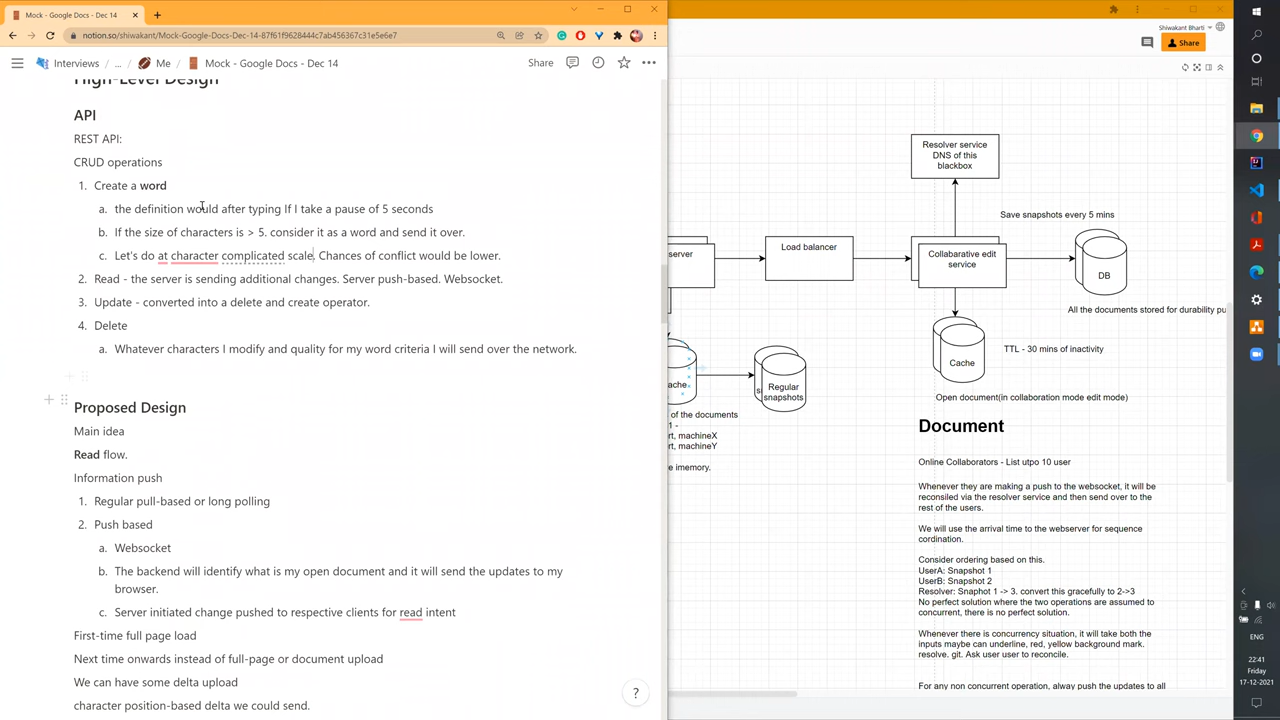 Mock - Google Docs - Dec 14
notion.so/shiwakant/Mock-Google-Docs-Dec-14-87f61f9628444c7ab456367c31e5e6e7
Interviews / ... / Me / Mock - Google Docs - Dec 14
Share
High-Level Design
API
REST API:
CRUD operations
1. Create a word
a. the definition would after typing If I take a pause of 5 seconds
b. If the size of characters is > 5. consider it as a word and send it over.
c. Let's do at character complicated scale. Chances of conflict would be lower.
2. Read - the server is sending additional changes. Server push-based. Websocket.
3. Update - converted into a delete and create operator.
4. Delete
a. Whatever characters I modify and quality for my word criteria I will send over the network.
Proposed Design
Main idea
Read flow.
Information push
1. Regular pull-based or long polling
2. Push based
a. Websocket
b. The backend will identify what is my open document and it will send the updates to my
browser.
c. Server initiated change pushed to respective clients for read intent
First-time full page load
Next time onwards instead of full-page or document upload
We can have some delta upload
character position-based delta we could send.
?
Shiwakant Bharti
Share
Resolver service
DNS of this
blackbox
Save snapshots every 5 mins
server
Load balancer
Collabarative edit
service
DB
All the documents stored for durability pu
Cache
TTL - 30 mins of inactivity
Open document(in collaboration mode edit mode)
ache
Regular
snapshots
s
of the documents
1 -
rt, machineX
rt, machineY
e imemory.
Document
Online Collaborators - List utpo 10 user
Whenever they are making a push to the websocket, it will be
reconsiled via the resolver service and then send over to the
rest of the users.
We will use the arrival time to the webserver for sequence
cordination.
Consider ordering based on this.
UserA: Snapshot 1
UserB: Snapshot 2
Resolver: Snaphot 1 -> 3. convert this gracefully to 2->3
No perfect solution where the two operations are assumed to
concurrent, there is no perfect solution.
Whenever there is concurrency situation, it will take both the
inputs maybe can underline, red, yellow background mark.
resolve. git. Ask user user to reconcile.
For any non concurrent operation, alway push the updates to all
ENG
22:41
Friday
17-12-2021